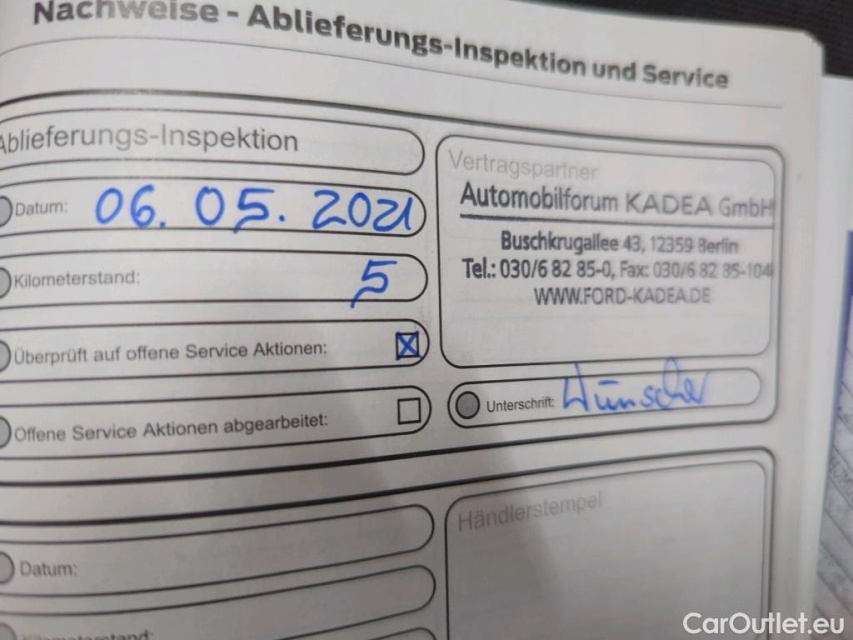 Nachweise - Ablieferungs-Inspektion und Service
Ablieferungs-Inspektion
Datum: 06.05.2021
Kilometerstand: 5
Überprüft auf offene Service Aktionen: ☒
Offene Service Aktionen abgearbeitet: ☐
Vertragspartner
Automobilforum KADEA GmbH
Buschkrugallee 43, 12359 Berlin
Tel.: 030/6 82 85-0, Fax: 030/6 82 85-104
WWW.FORD-KADEA.DE
Unterschrift: Wünscher
Datum:
Kilometerstand:
Händlerstempel
CarOutlet.eu